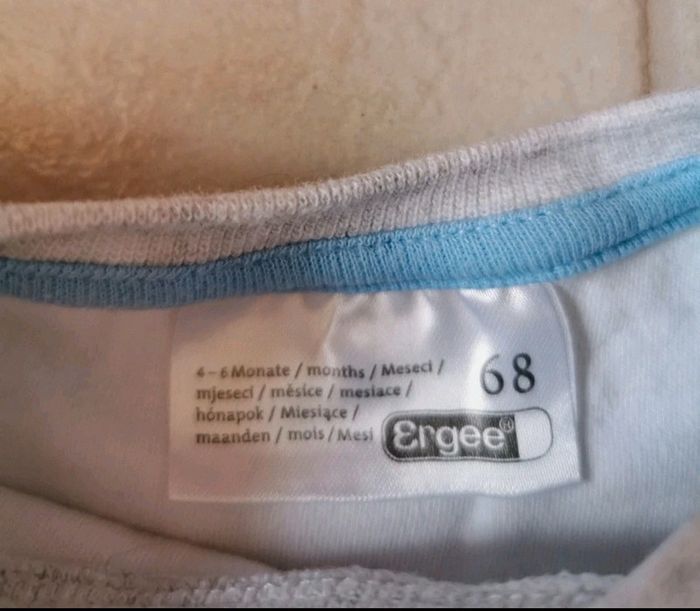 4-6 Monate / months / Meseci /
mjeseci / měsíce / mesiace /
hónapok / Miesiące /
maanden / mois / Mesi
68
Ergee®